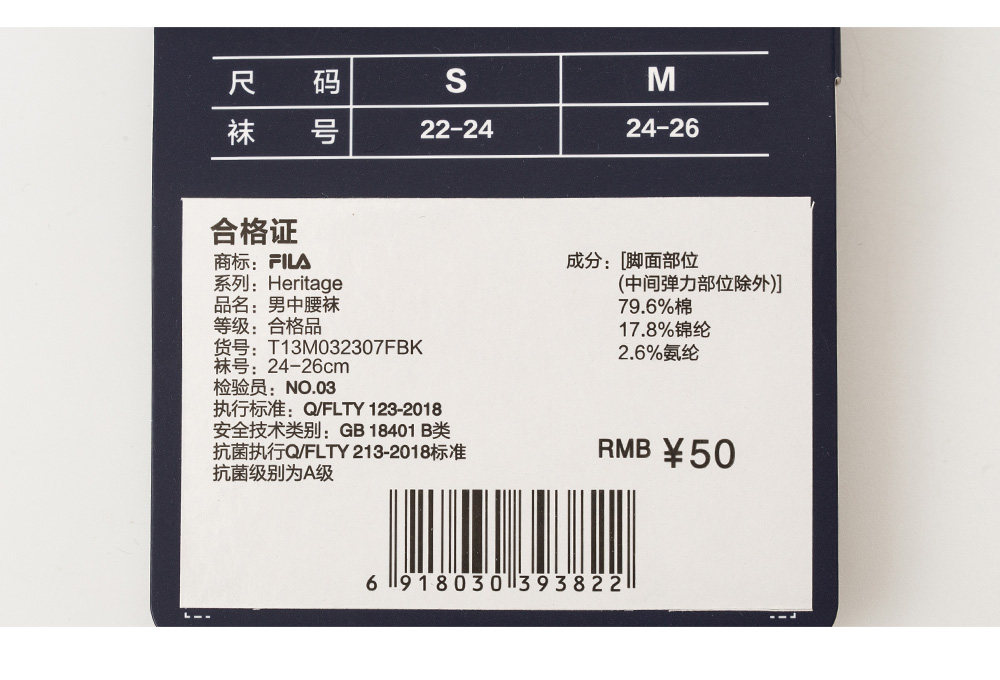 尺 码 S M
袜 号 22-24 24-26
合格证
商标：FILA
系列：Heritage
品名：男中腰袜
等级：合格品
货号：T13M032307FBK
袜号：24-26cm
检验员：NO.03
执行标准：Q/FLTY 123-2018
安全技术类别：GB 18401 B类
抗菌执行Q/FLTY 213-2018标准
抗菌级别为A级
成分：[脚面部位
(中间弹力部位除外)]
79.6%棉
17.8%锦纶
2.6%氨纶
RMB ¥50
6 918030 393822